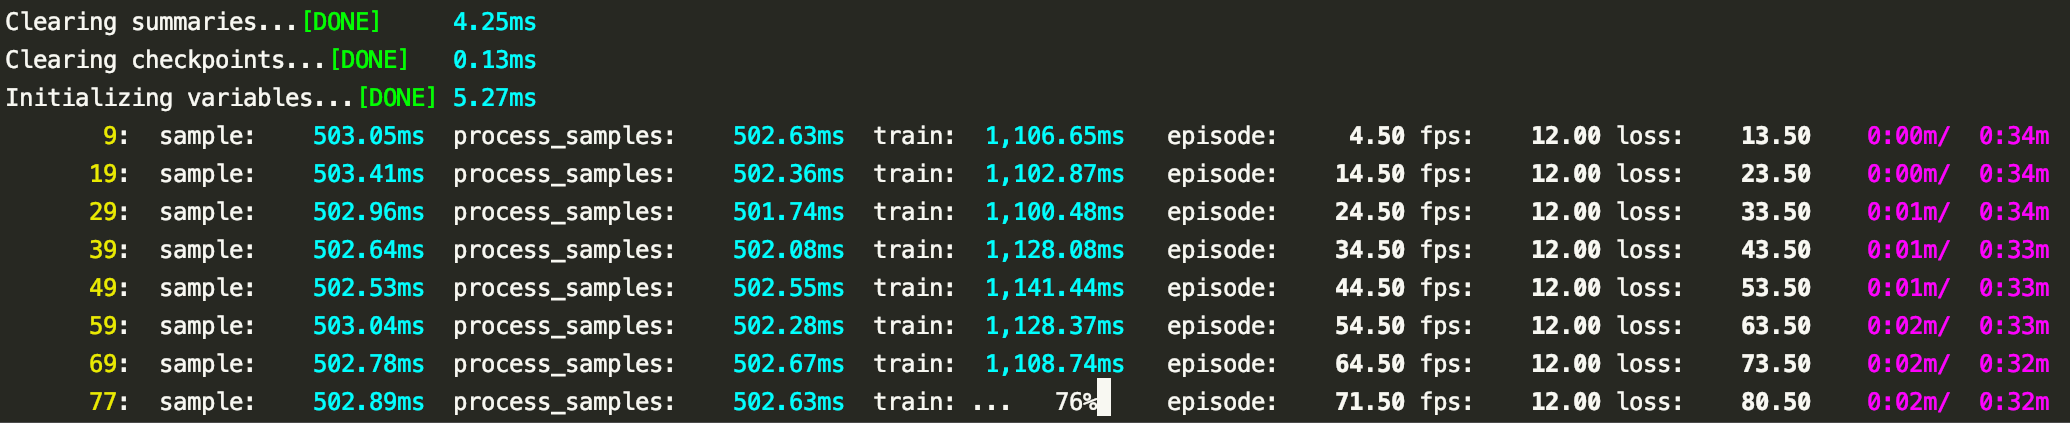 Clearing summaries...[DONE] 4.25ms
Clearing checkpoints...[DONE] 0.13ms
Initializing variables...[DONE] 5.27ms
9: sample: 503.05ms process_samples: 502.63ms train: 1,106.65ms episode: 4.50 fps: 12.00 loss: 13.50 0:00m/ 0:34m
19: sample: 503.41ms process_samples: 502.36ms train: 1,102.87ms episode: 14.50 fps: 12.00 loss: 23.50 0:00m/ 0:34m
29: sample: 502.96ms process_samples: 501.74ms train: 1,100.48ms episode: 24.50 fps: 12.00 loss: 33.50 0:01m/ 0:34m
39: sample: 502.64ms process_samples: 502.08ms train: 1,128.08ms episode: 34.50 fps: 12.00 loss: 43.50 0:01m/ 0:33m
49: sample: 502.53ms process_samples: 502.55ms train: 1,141.44ms episode: 44.50 fps: 12.00 loss: 53.50 0:01m/ 0:33m
59: sample: 503.04ms process_samples: 502.28ms train: 1,128.37ms episode: 54.50 fps: 12.00 loss: 63.50 0:02m/ 0:33m
69: sample: 502.78ms process_samples: 502.67ms train: 1,108.74ms episode: 64.50 fps: 12.00 loss: 73.50 0:02m/ 0:32m
77: sample: 502.89ms process_samples: 502.63ms train: ... 76% episode: 71.50 fps: 12.00 loss: 80.50 0:02m/ 0:32m